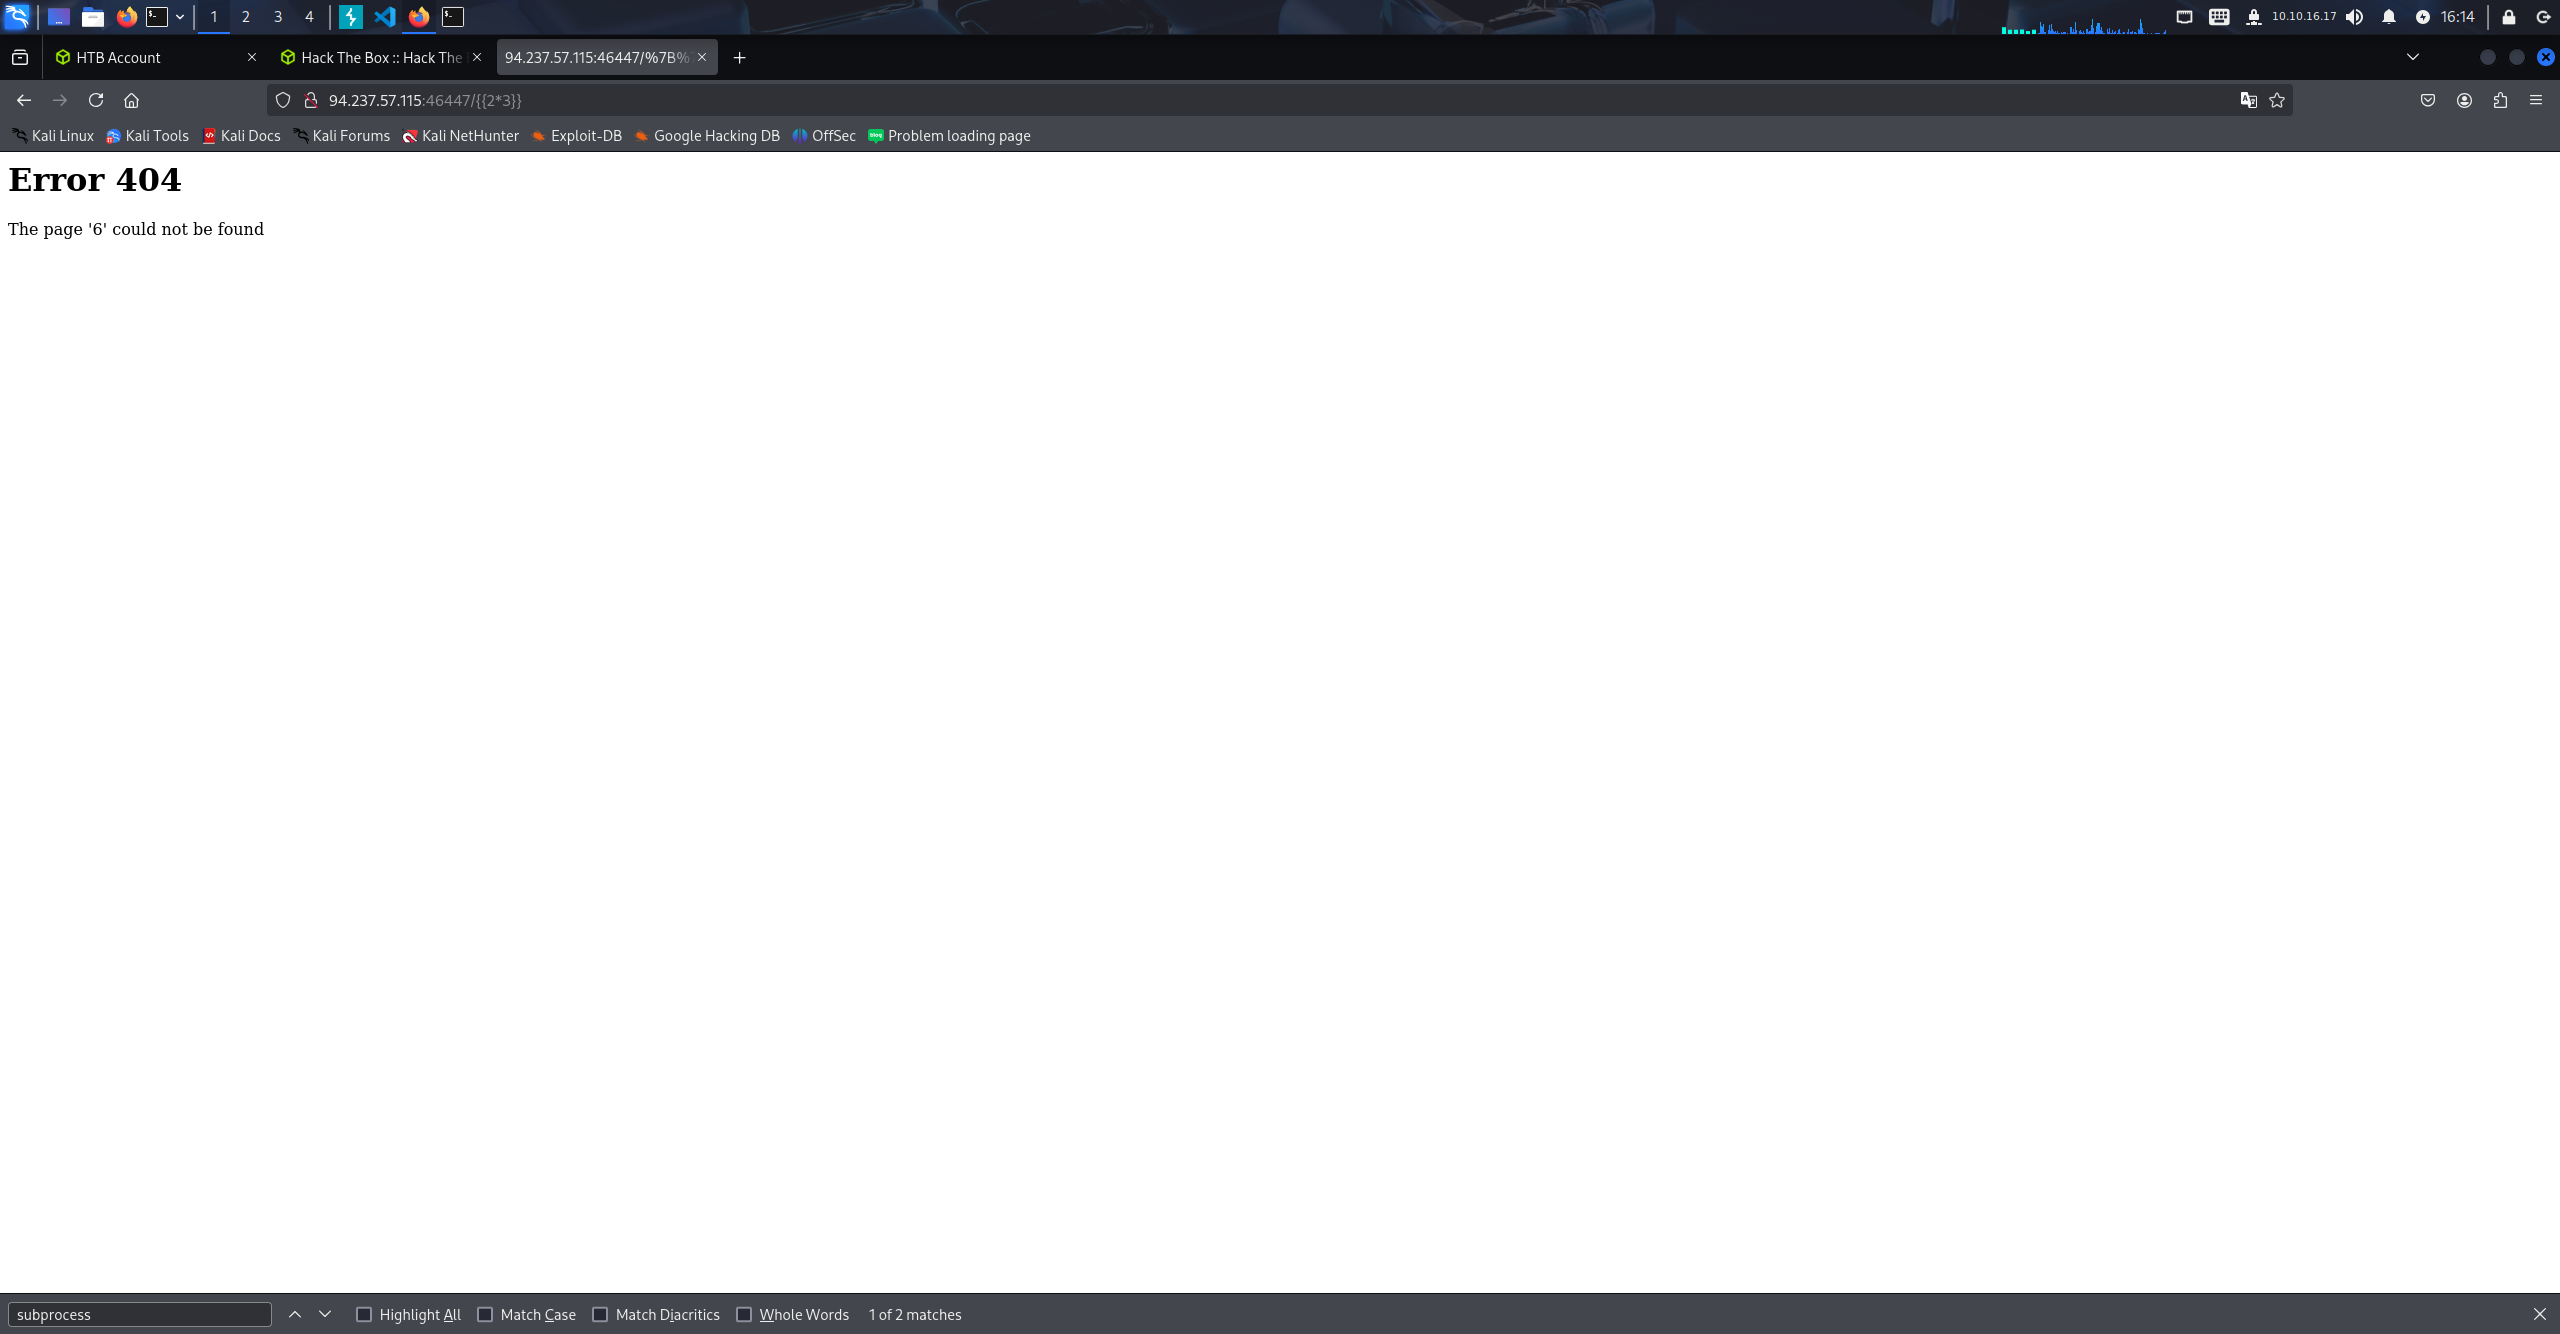 1 2 3 4 10.10.16.17 16:14
HTB Account Hack The Box :: Hack The 94.237.57.115:46447/%7B%
94.237.57.115:46447/{{2*3}}
Kali Linux Kali Tools Kali Docs Kali Forums Kali NetHunter Exploit-DB Google Hacking DB OffSec Problem loading page
Error 404
The page '6' could not be found
subprocess Highlight All Match Case Match Diacritics Whole Words 1 of 2 matches